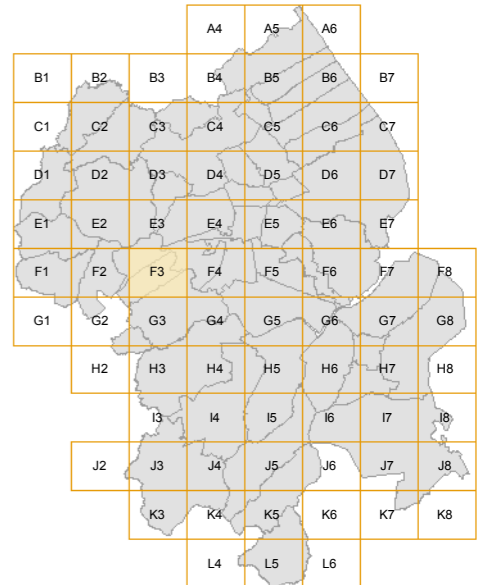 A4 A5 A6
B1 B2 B3 B4 B5 B6 B7
C1 C2 C3 C4 C5 C6 C7
D1 D2 D3 D4 D5 D6 D7
E1 E2 E3 E4 E5 E6 E7
F1 F2 F3 F4 F5 F6 F7 F8
G1 G2 G3 G4 G5 G6 G7 G8
H2 H3 H4 H5 H6 H7 H8
I3 I4 I5 I6 I7 I8
J2 J3 J4 J5 J6 J7 J8
K3 K4 K5 K6 K7 K8
L4 L5 L6